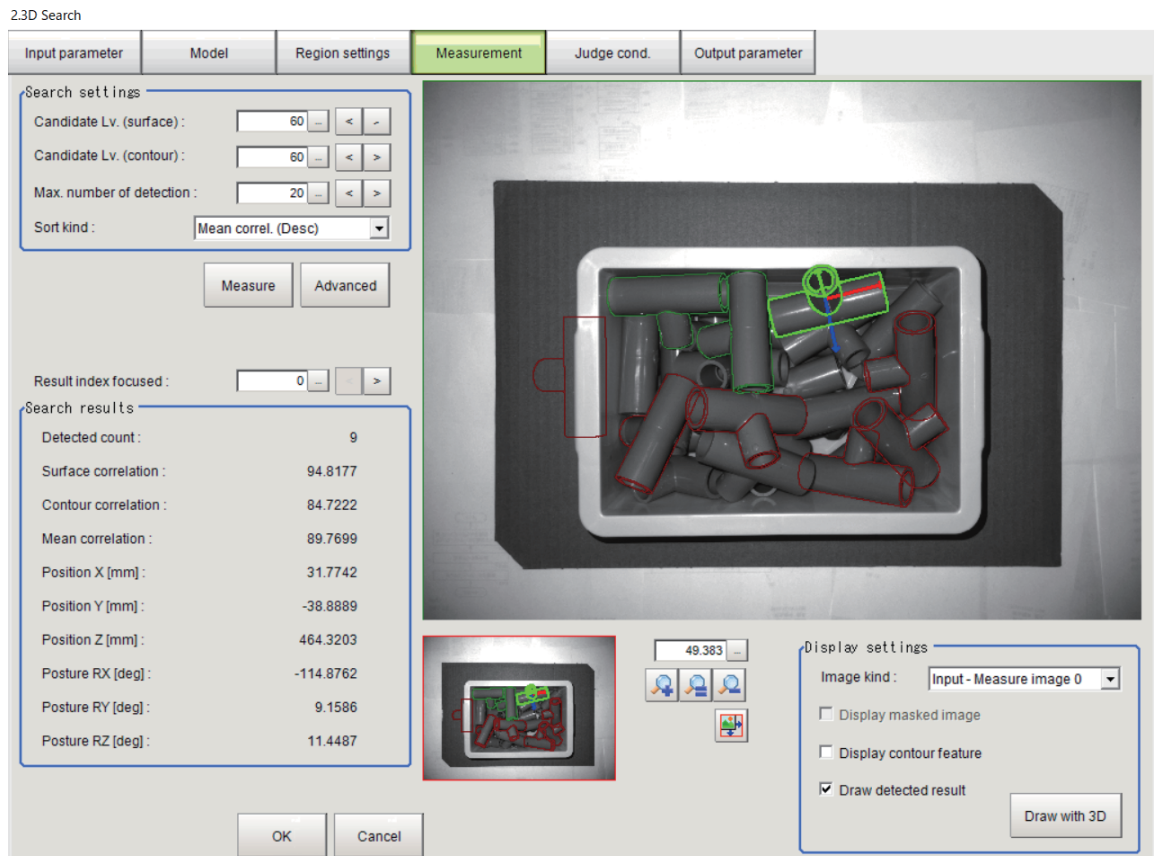 2.3D Search
Input parameter Model Region settings Measurement Judge cond. Output parameter
Search settings
Candidate Lv. (surface) : 60 ... < -
Candidate Lv. (contour) : 60 ... < >
Max. number of detection : 20 ... < >
Sort kind : Mean correl. (Desc)
Measure Advanced
Result index focused : 0 ... < >
Search results
Detected count : 9
Surface correlation : 94.8177
Contour correlation : 84.7222
Mean correlation : 89.7699
Position X [mm] : 31.7742
Position Y [mm] : -38.8889
Position Z [mm] : 464.3203
Posture RX [deg] : -114.8762
Posture RY [deg] : 9.1586
Posture RZ [deg] : 11.4487
OK Cancel
49.383 ...
Display settings
Image kind : Input - Measure image 0
Display masked image
Display contour feature
Draw detected result
Draw with 3D